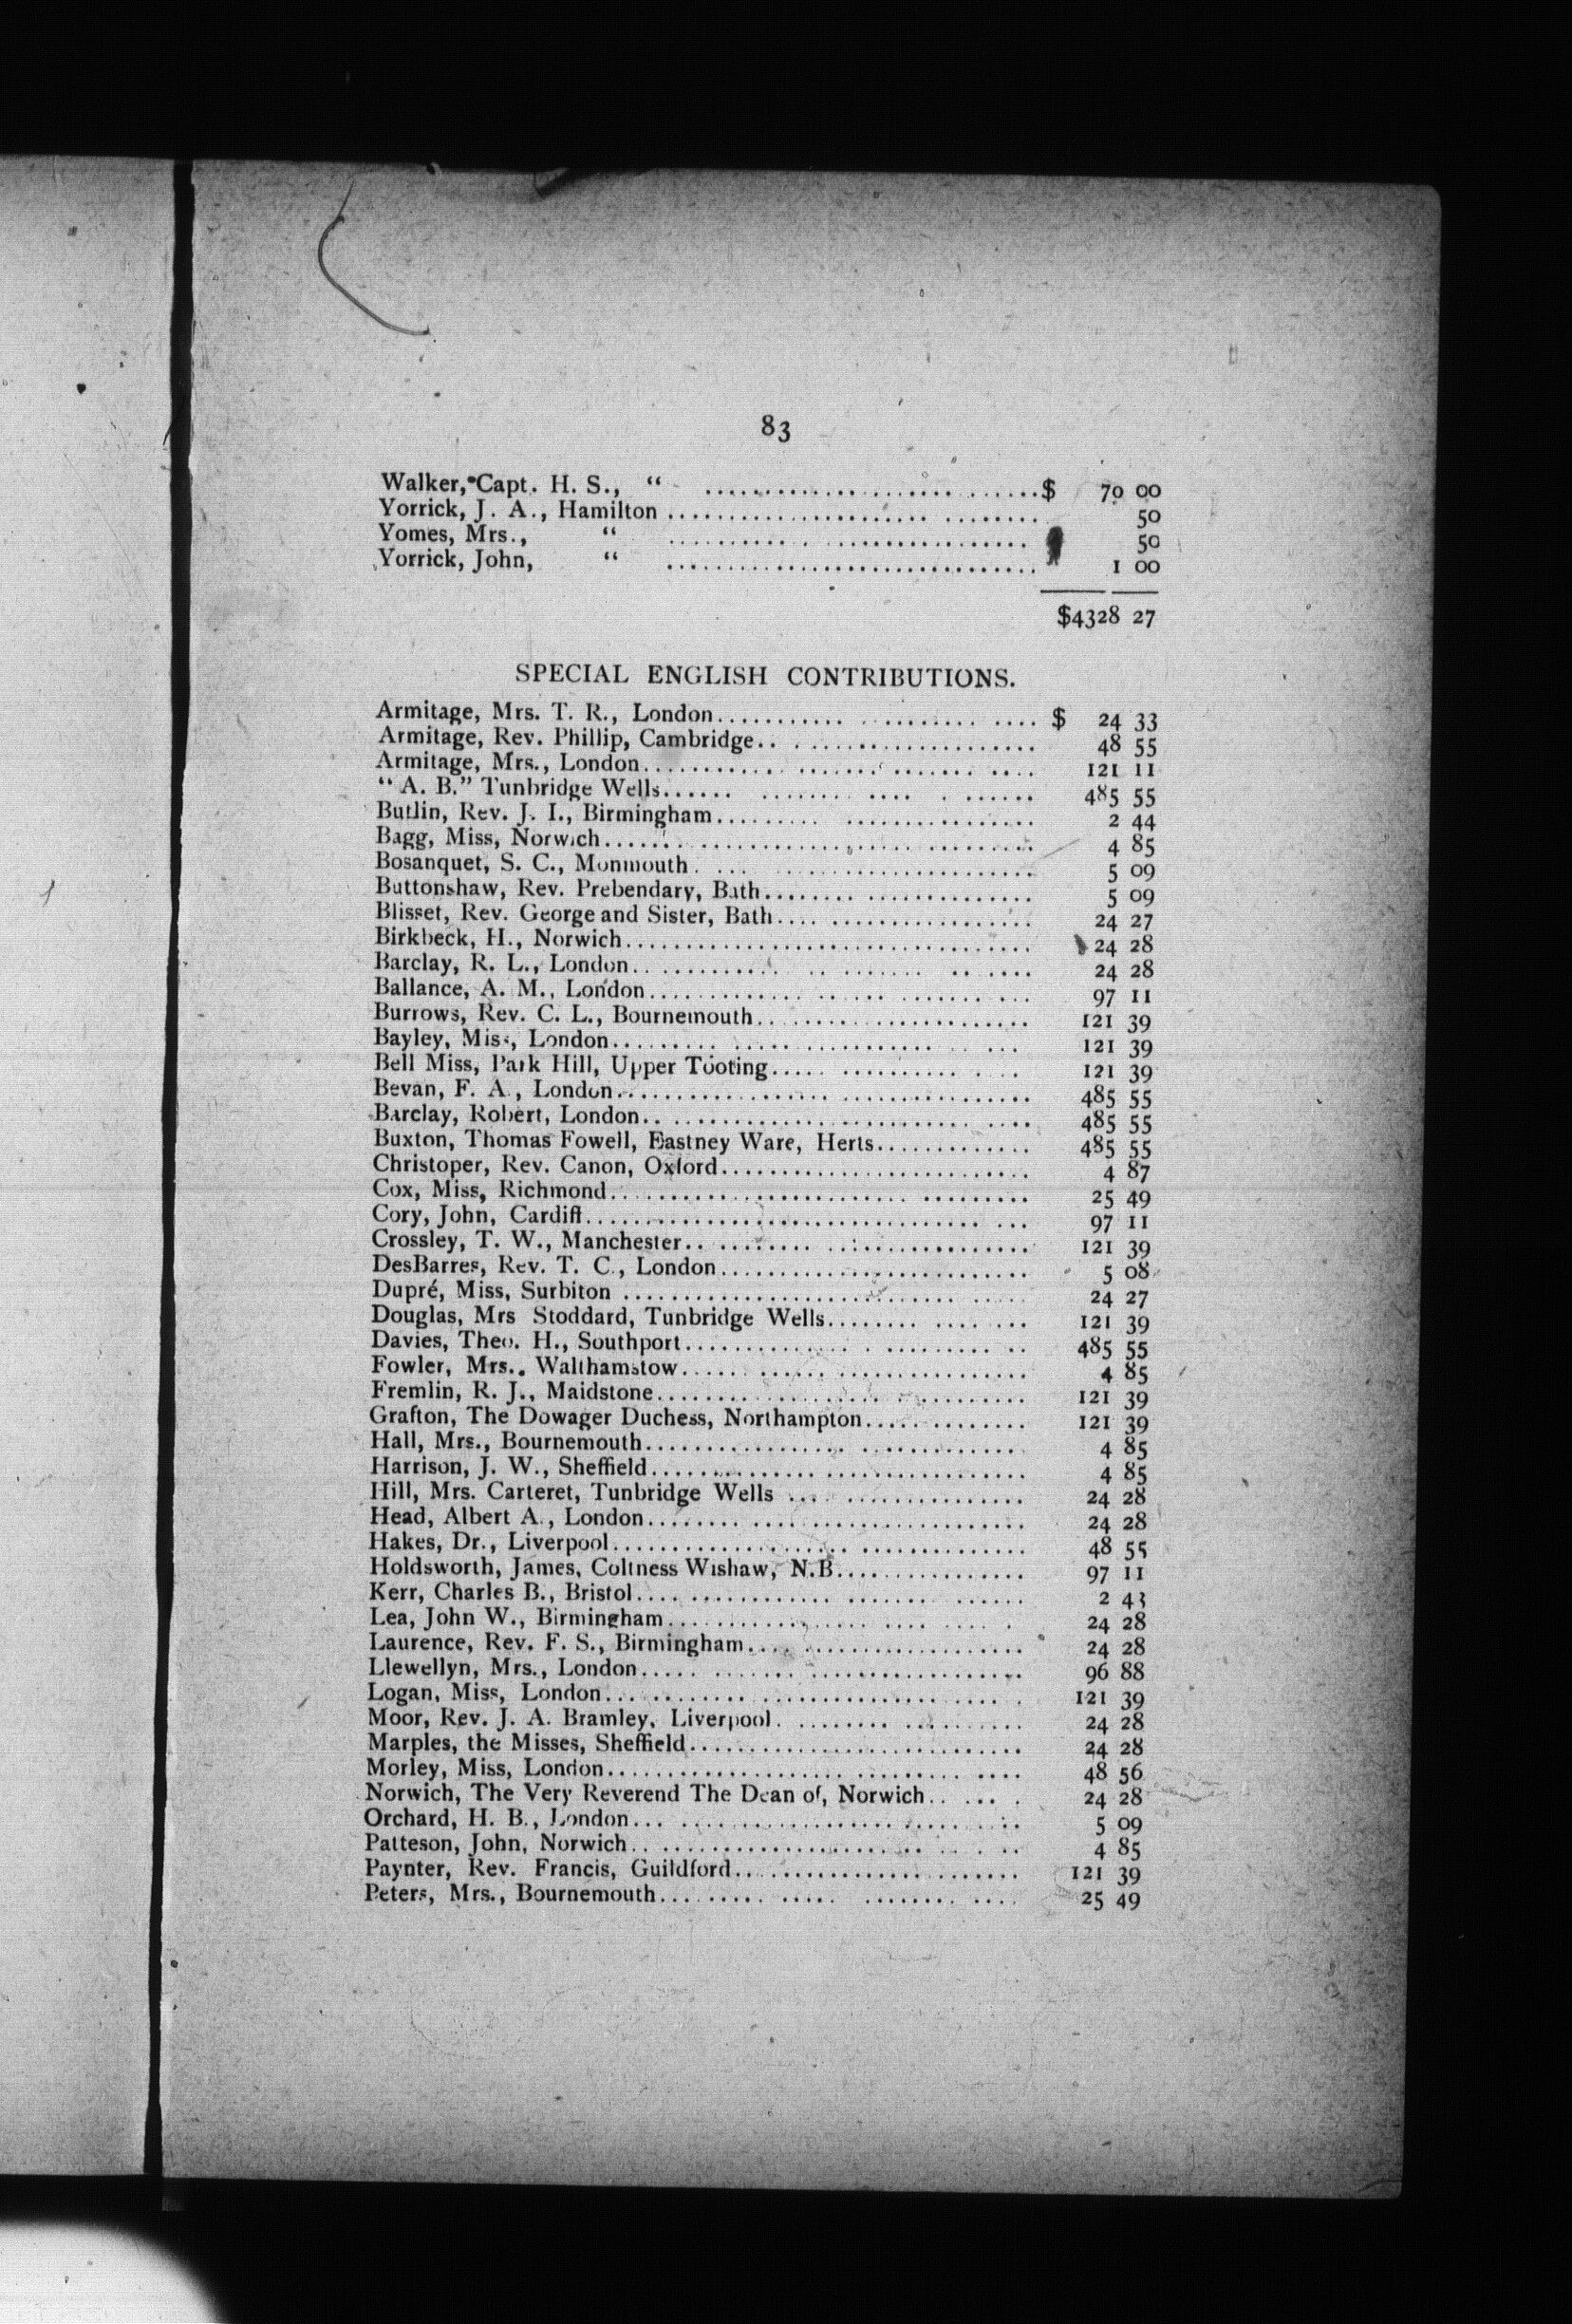 83
Walker, Capt. H. S., " ........ $ 70 00
Yorrick, J. A., Hamilton ........ 50
Yomes, Mrs., " ........ 50
Yorrick, John, " ........ 1 00
$4328 27
SPECIAL ENGLISH CONTRIBUTIONS.
Armitage, Mrs. T. R., London ........ $ 24 33
Armitage, Rev. Phillip, Cambridge ........ 48 55
Armitage, Mrs., London ........ 121 11
" A. B." Tunbridge Wells ........ 485 55
Butlin, Rev. J. I., Birmingham ........ 2 44
Bagg, Miss, Norwich ........ 4 85
Bosanquet, S. C., Monmouth ........ 5 09
Buttonshaw, Rev. Prebendary, Bath ........ 5 09
Blisset, Rev. George and Sister, Bath ........ 24 27
Birkbeck, H., Norwich ........ 24 28
Barclay, R. L., London ........ 24 28
Ballance, A. M., London ........ 97 11
Burrows, Rev. C. L., Bournemouth ........ 121 39
Bayley, Miss, London ........ 121 39
Bell Miss, Park Hill, Upper Tooting ........ 121 39
Bevan, F. A., London ........ 485 55
Barclay, Robert, London ........ 485 55
Buxton, Thomas Fowell, Eastney Ware, Herts ........ 485 55
Christoper, Rev. Canon, Oxford ........ 4 87
Cox, Miss, Richmond ........ 25 49
Cory, John, Cardiff ........ 97 11
Crossley, T. W., Manchester ........ 121 39
DesBarres, Rev. T. C., London ........ 5 08
Dupré, Miss, Surbiton ........ 24 27
Douglas, Mrs Stoddard, Tunbridge Wells ........ 121 39
Davies, Theo. H., Southport ........ 485 55
Fowler, Mrs., Walthamstow ........ 4 85
Fremlin, R. J., Maidstone ........ 121 39
Grafton, The Dowager Duchess, Northampton ........ 121 39
Hall, Mrs., Bournemouth ........ 4 85
Harrison, J. W., Sheffield ........ 4 85
Hill, Mrs. Carteret, Tunbridge Wells ........ 24 28
Head, Albert A., London ........ 24 28
Hakes, Dr., Liverpool ........ 48 55
Holdsworth, James, Coltness Wishaw, N.B. ........ 97 11
Kerr, Charles B., Bristol ........ 2 43
Lea, John W., Birmingham ........ 24 28
Laurence, Rev. F. S., Birmingham ........ 24 28
Llewellyn, Mrs., London ........ 96 88
Logan, Miss, London ........ 121 39
Moor, Rev. J. A. Bramley, Liverpool ........ 24 28
Marples, the Misses, Sheffield ........ 24 28
Morley, Miss, London ........ 48 56
Norwich, The Very Reverend The Dean of, Norwich ........ 24 28
Orchard, H. B., London ........ 5 09
Patteson, John, Norwich ........ 4 85
Paynter, Rev. Francis, Guildford ........ 121 39
Peters, Mrs., Bournemouth ........ 25 49